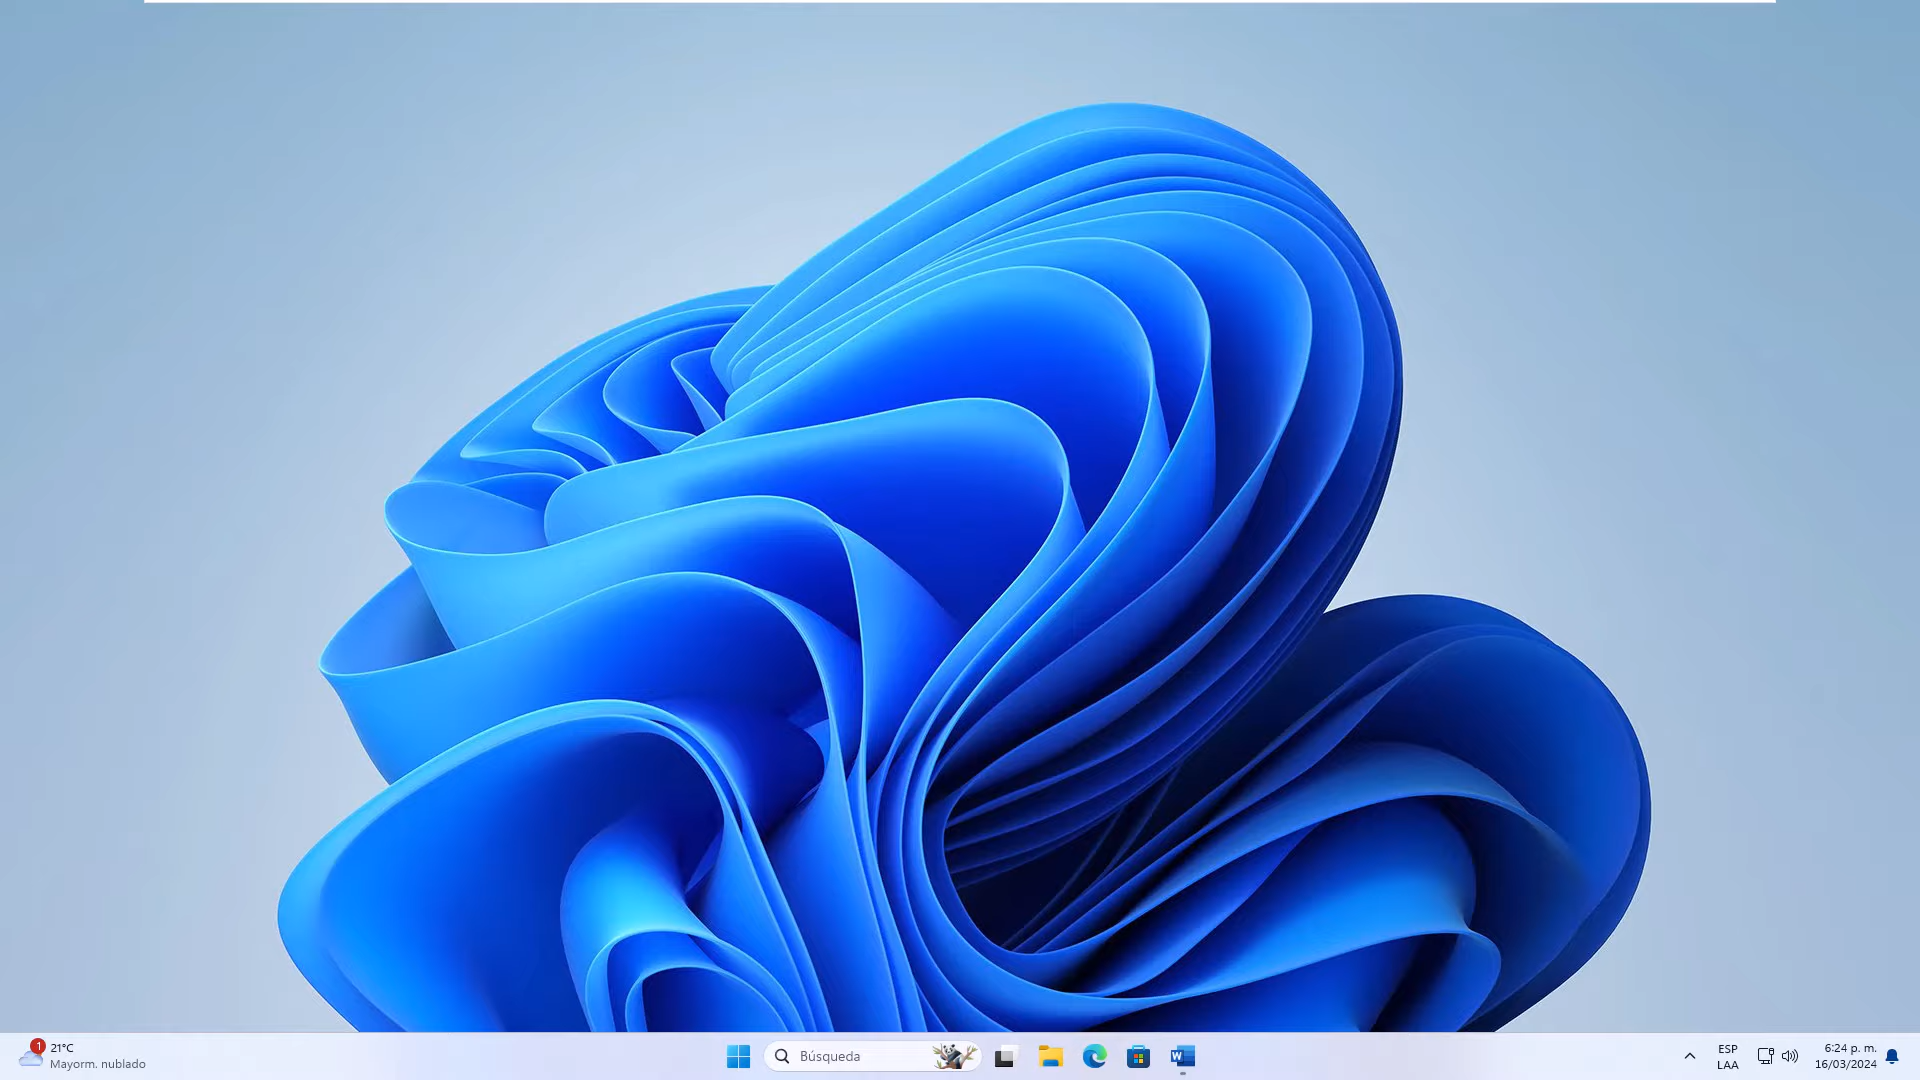 1
21°C
Mayorm. nublado
Búsqueda
W
ESP
LAA
6:24 p. m.
16/03/2024